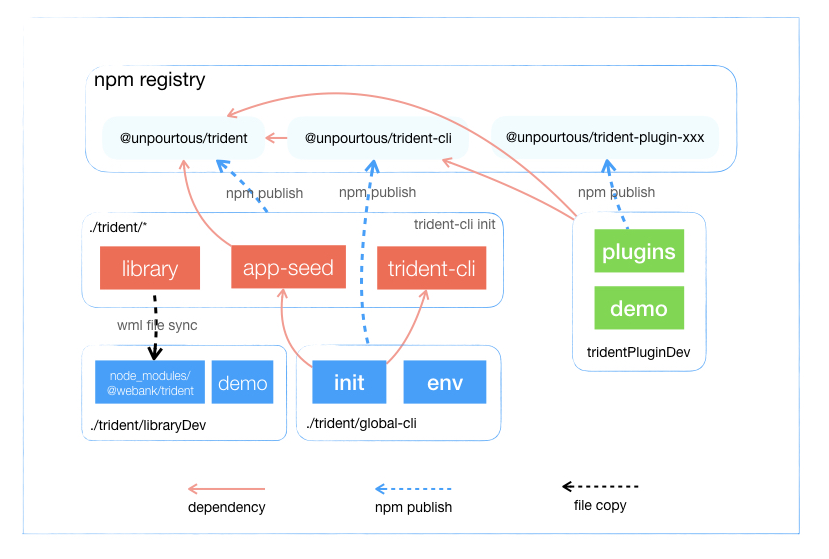 npm registry
@unpourtous/trident
@unpourtous/trident-cli
@unpourtous/trident-plugin-xxx
npm publish
npm publish
npm publish
./trident/*
trident-cli init
library
app-seed
trident-cli
plugins
demo
tridentPluginDev
wml file sync
node_modules/
@webank/trident
demo
./trident/libraryDev
init
env
./trident/global-cli
dependency
npm publish
file copy